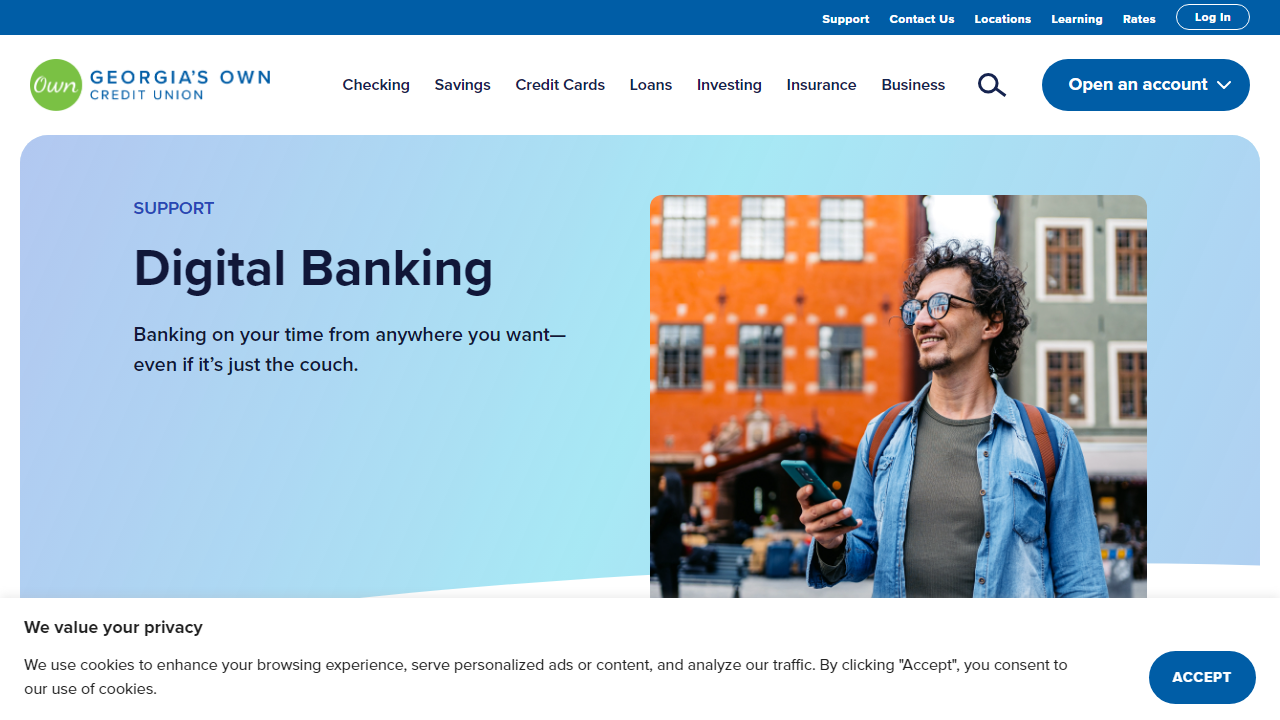 Support Contact Us Locations Learning Rates Log In
Own GEORGIA'S OWN
CREDIT UNION
Checking Savings Credit Cards Loans Investing Insurance Business Open an account
SUPPORT
Digital Banking
Banking on your time from anywhere you want—
even if it’s just the couch.
We value your privacy
We use cookies to enhance your browsing experience, serve personalized ads or content, and analyze our traffic. By clicking "Accept", you consent to
our use of cookies.
ACCEPT